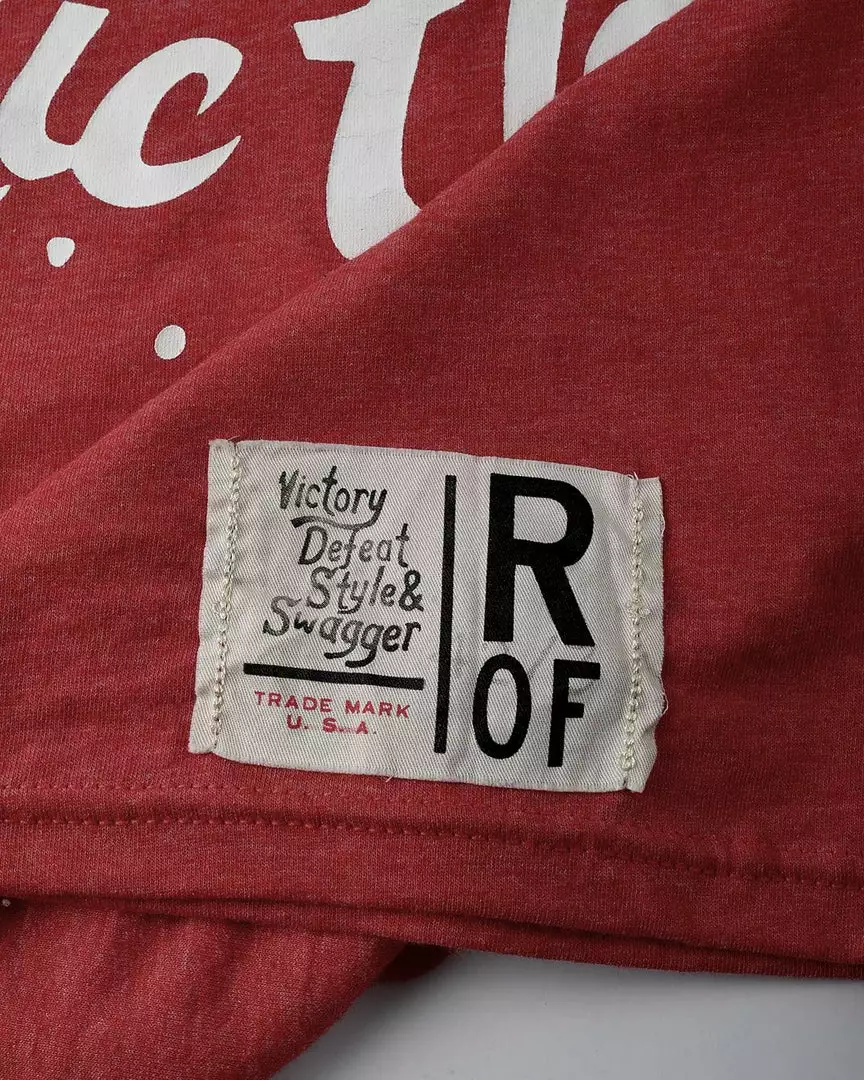 Victory
Defeat
Style &
Swagger
TRADE MARK
U. S. A.
R
OF